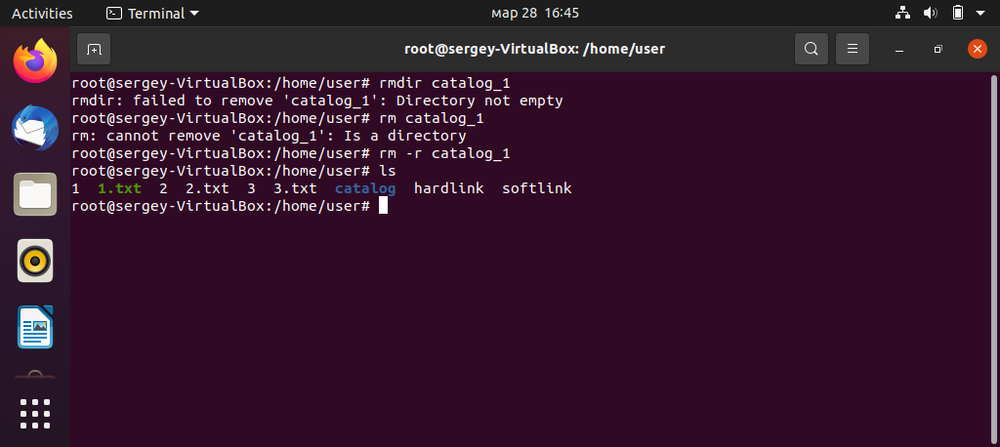 Activities Terminal мар 28 16:45
root@sergey-VirtualBox: /home/user
root@sergey-VirtualBox:/home/user# rmdir catalog_1
rmdir: failed to remove 'catalog_1': Directory not empty
root@sergey-VirtualBox:/home/user# rm catalog_1
rm: cannot remove 'catalog_1': Is a directory
root@sergey-VirtualBox:/home/user# rm -r catalog_1
root@sergey-VirtualBox:/home/user# ls
1 1.txt 2 2.txt 3 3.txt catalog hardlink softlink
root@sergey-VirtualBox:/home/user#